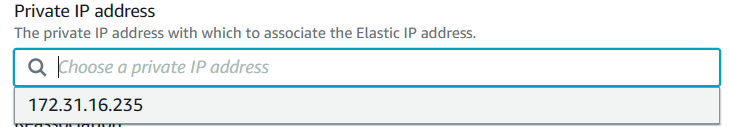 Private IP address
The private IP address with which to associate the Elastic IP address.
Choose a private IP address
172.31.16.235